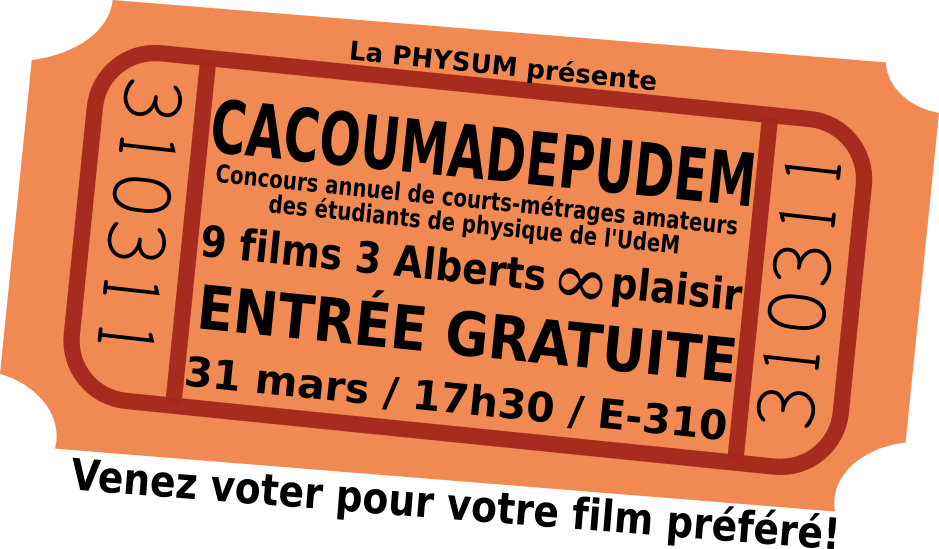 La PHYSUM présente
310311
CACOUMADEPUDEM
Concours annuel de courts-métrages amateurs
des étudiants de physique de l'UdeM
9 films 3 Alberts ∞ plaisir
ENTRÉE GRATUITE
31 mars / 17h30 / E-310
310311
Venez voter pour votre film préféré!